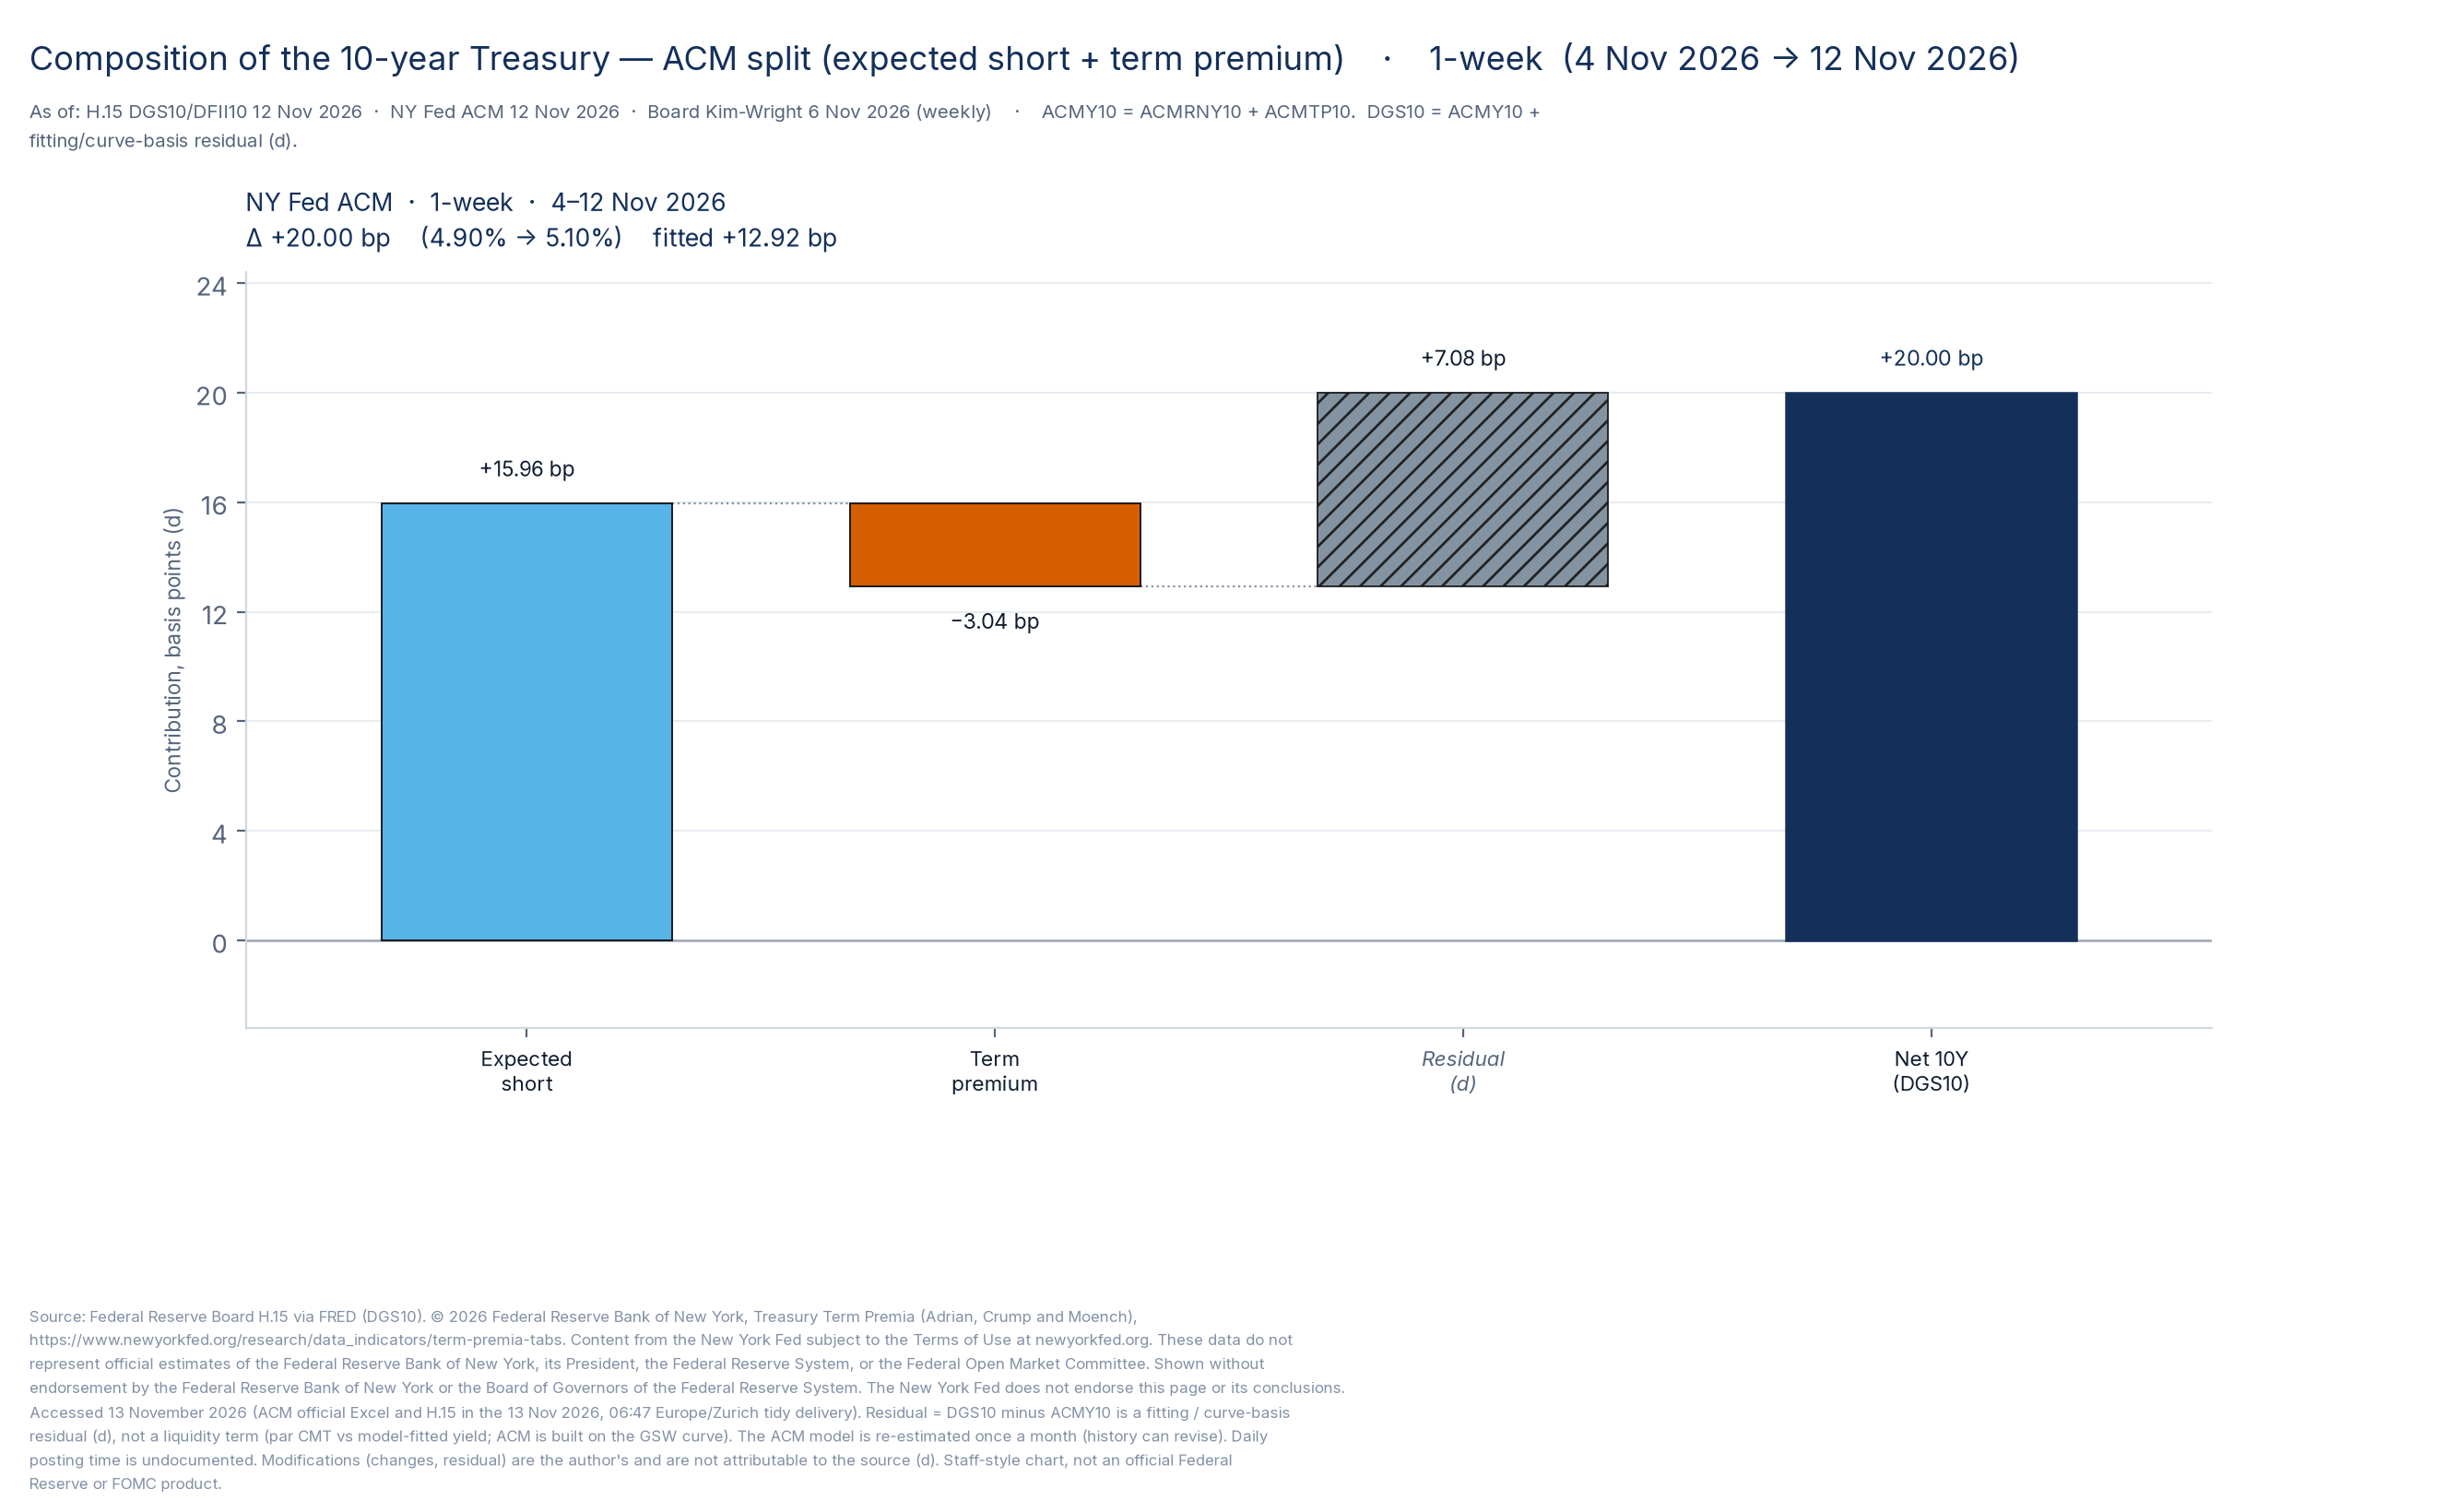 Composition of the 10-year Treasury — ACM split (expected short + term premium) · 1-week (4 Nov 2026 → 12 Nov 2026)
As of: H.15 DGS10/DFII10 12 Nov 2026 · NY Fed ACM 12 Nov 2026 · Board Kim-Wright 6 Nov 2026 (weekly) · ACMY10 = ACMRNY10 + ACMTP10. DGS10 = ACMY10 +
fitting/curve-basis residual (d).
NY Fed ACM · 1-week · 4–12 Nov 2026
Δ +20.00 bp (4.90% → 5.10%) fitted +12.92 bp
Contribution, basis points (d)
24
20
16
12
8
4
0
+15.96 bp
−3.04 bp
+7.08 bp
+20.00 bp
Expected
short
Term
premium
Residual
(d)
Net 10Y
(DGS10)
Source: Federal Reserve Board H.15 via FRED (DGS10). © 2026 Federal Reserve Bank of New York, Treasury Term Premia (Adrian, Crump and Moench),
https://www.newyorkfed.org/research/data_indicators/term-premia-tabs. Content from the New York Fed subject to the Terms of Use at newyorkfed.org. These data do not
represent official estimates of the Federal Reserve Bank of New York, its President, the Federal Reserve System, or the Federal Open Market Committee. Shown without
endorsement by the Federal Reserve Bank of New York or the Board of Governors of the Federal Reserve System. The New York Fed does not endorse this page or its conclusions.
Accessed 13 November 2026 (ACM official Excel and H.15 in the 13 Nov 2026, 06:47 Europe/Zurich tidy delivery). Residual = DGS10 minus ACMY10 is a fitting / curve-basis
residual (d), not a liquidity term (par CMT vs model-fitted yield; ACM is built on the GSW curve). The ACM model is re-estimated once a month (history can revise). Daily
posting time is undocumented. Modifications (changes, residual) are the author's and are not attributable to the source (d). Staff-style chart, not an official Federal
Reserve or FOMC product.